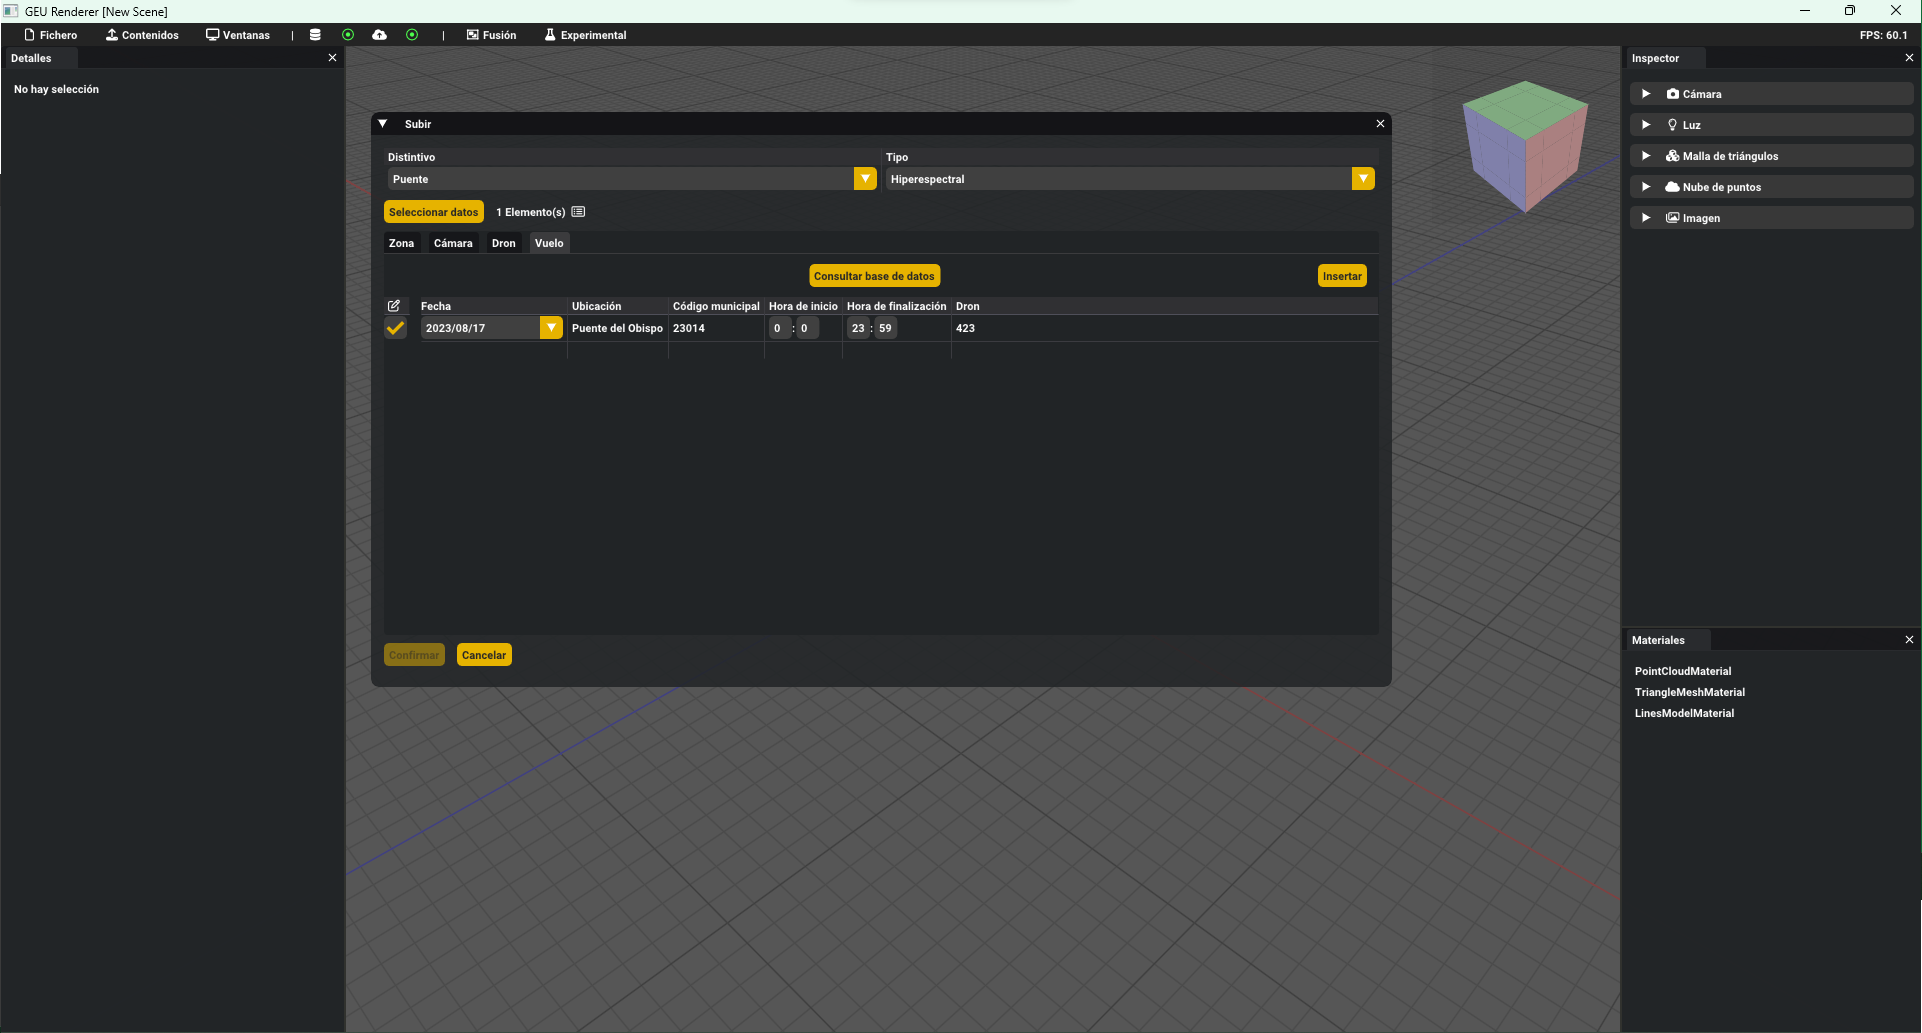 GEU Renderer [New Scene]
Fichero Contenidos Ventanas | | Fusión Experimental FPS: 60.1
Detalles
No hay selección
Subir
Distintivo Tipo
Puente Hiperespectral
Seleccionar datos 1 Elemento(s)
Zona Cámara Dron Vuelo
Consultar base de datos Insertar
Fecha Ubicación Código municipal Hora de inicio Hora de finalización Dron
2023/08/17 Puente del Obispo 23014 0 : 0 23 : 59 423
Confirmar Cancelar
Inspector
Cámara
Luz
Malla de triángulos
Nube de puntos
Imagen
Materiales
PointCloudMaterial
TriangleMeshMaterial
LinesModelMaterial